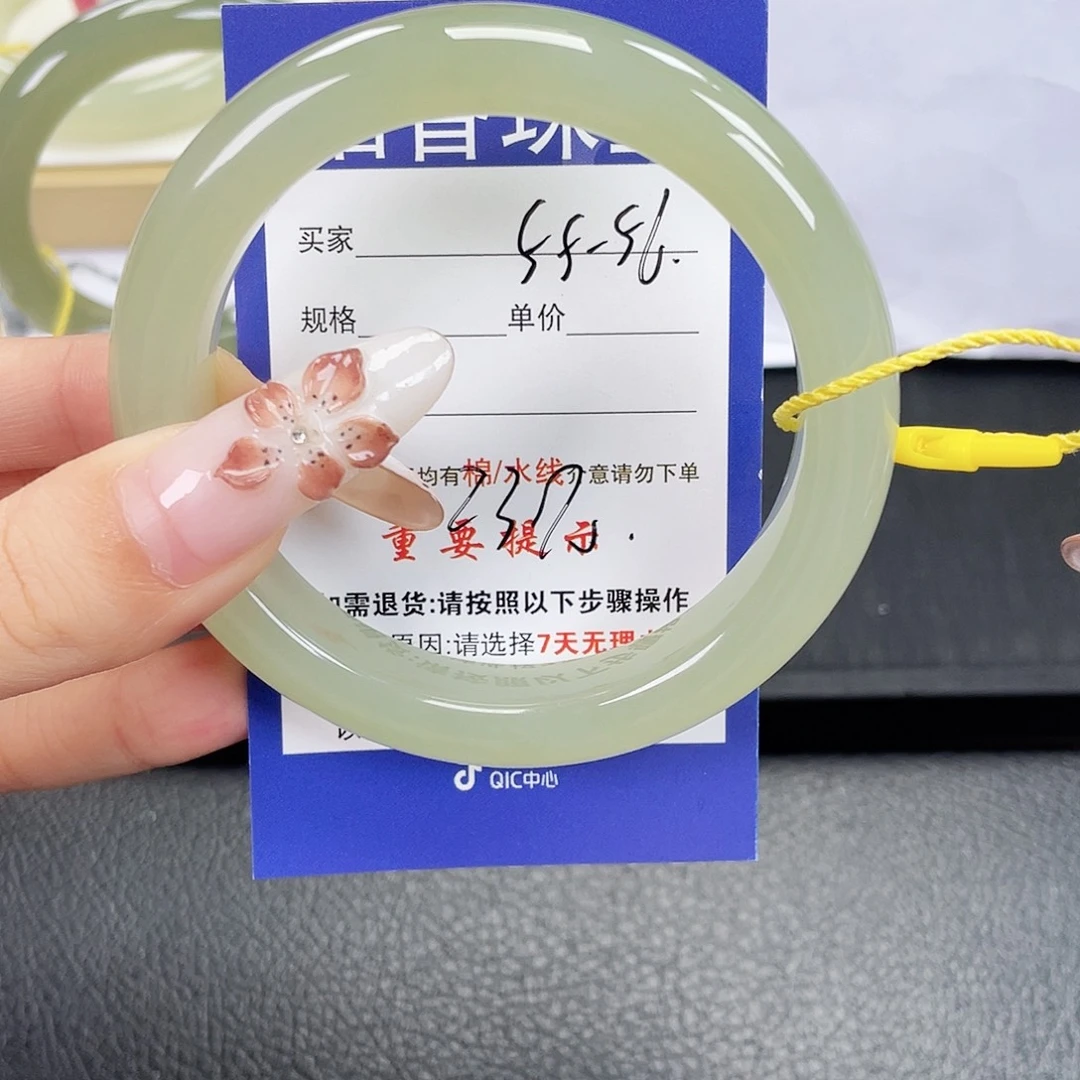 买家 55-56.
规格 单价
均有棉/水线介意请勿下单
重要提示
如需退货:请按照以下步骤操作
原因:请选择7天无理
QIC中心